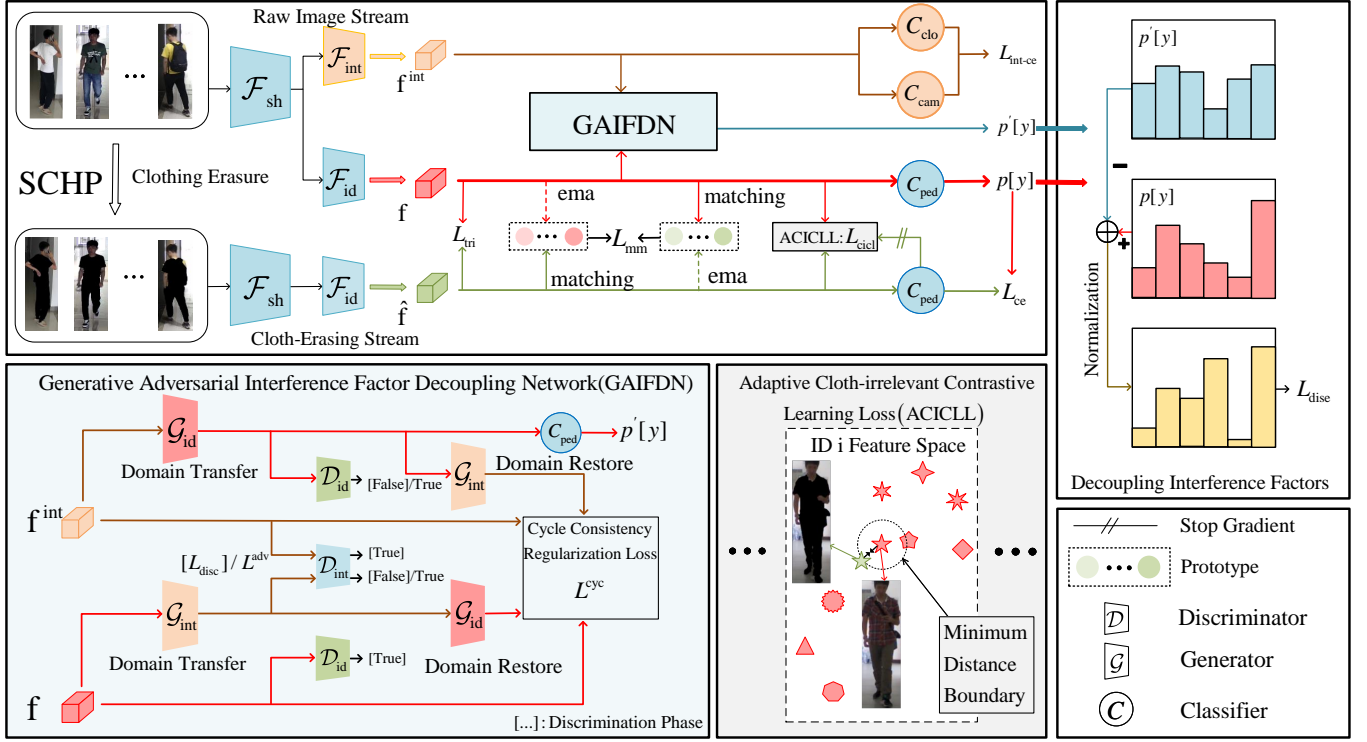 Raw Image Stream
SCHP
Clothing Erasure
Cloth-Erasing Stream
F_sh
F_int
f^int
F_id
f
F_sh
F_id
f̂
GAIFDN
C_clo
C_cam
L_int-ce
p'[y]
C_ped
p[y]
ema
matching
L_tri
L_mm
ACICLL: L_cicl
matching
ema
C_ped
L_ce
p'[y]
−
p[y]
+
Normalization
L_dise
Decoupling Interference Factors
Generative Adversarial Interference Factor Decoupling Network(GAIFDN)
G_id
Domain Transfer
D_id
[False]/True
G_int
Domain Restore
C_ped
p'[y]
f^int
[L_disc] / L^adv
D_int
[True]
[False]/True
Cycle Consistency
Regularization Loss
L^cyc
G_int
Domain Transfer
G_id
Domain Restore
D_id
[True]
f
[...]: Discrimination Phase
Adaptive Cloth-irrelevant Contrastive
Learning Loss(ACICLL)
ID i Feature Space
Minimum
Distance
Boundary
Stop Gradient
Prototype
D
Discriminator
G
Generator
C
Classifier